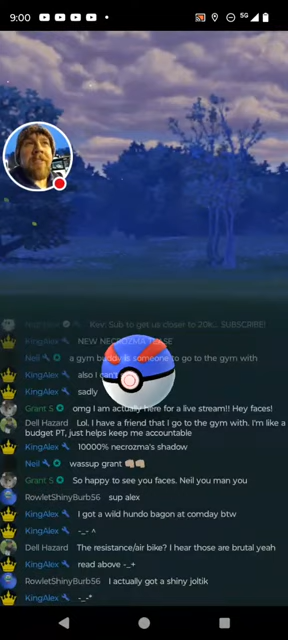 9:00
5G
Kev: Sub to get us closer to 20k.. SUBSCRIBE!
KingAlex NEW NECROZMA
Neil a gym buddy is someone to go to the gym with
KingAlex also I can't
KingAlex sadly
Grant S omg I am actually here for a live stream!! Hey faces!
Dell Hazard Lol. I have a friend that I go to the gym with. I'm like a
budget PT, just helps keep me accountable
KingAlex 10000% necrozma's shadow
Neil wassup grant 👊🏼👊🏼
Grant S So happy to see you faces. Neil you man you
RowletShinyBurb56 sup alex
KingAlex I got a wild hundo bagon at comday btw
KingAlex -_- ^
Dell Hazard The resistance/air bike? I hear those are brutal yeah
KingAlex read above -_+
RowletShinyBurb56 I actually got a shiny joltik
KingAlex -_-*